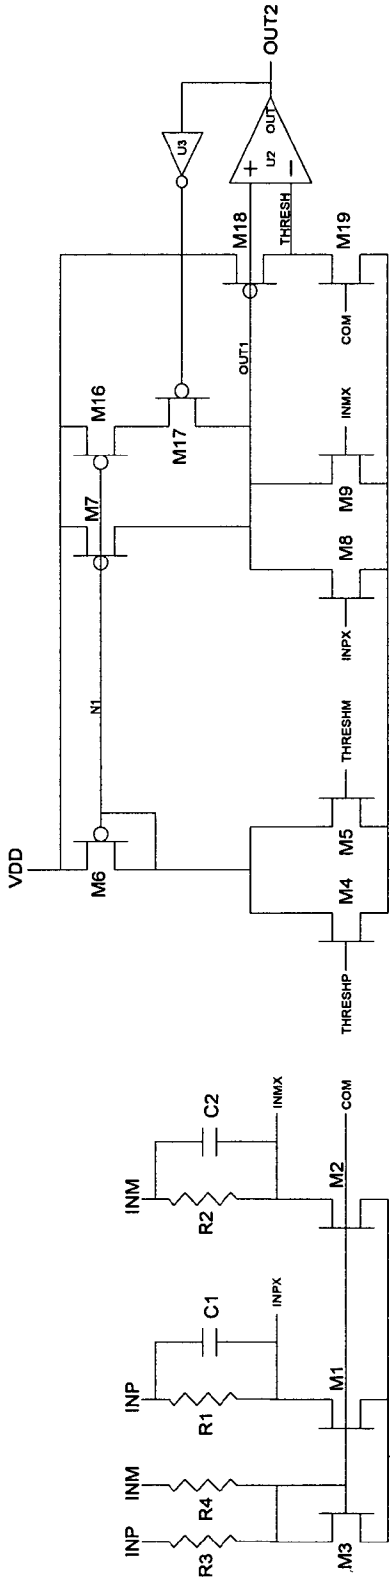 INP
INM
INP
INM
R3
R4
R1
C1
R2
C2
INPX
INMX
M3
M1
M2
COM
VDD
M6
N1
M7
M16
M17
U3
OUT2
OUT
U2
+
−
M18
OUT1
THRESH
THRESHP
M4
M5
THRESHM
INPX
M8
M9
INMX
COM
M19